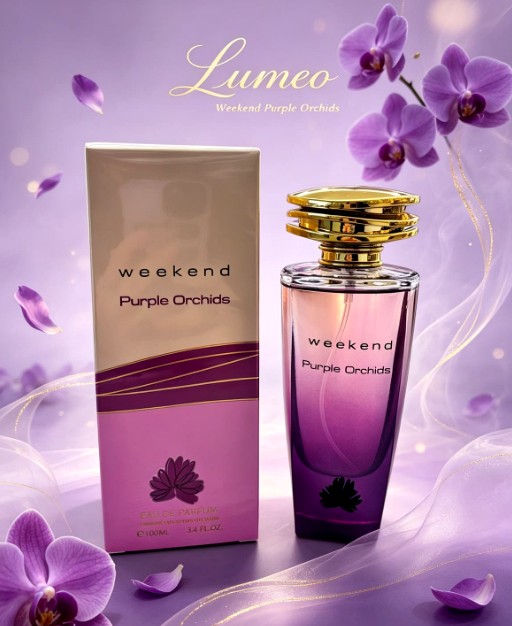 Lumeo
Weekend Purple Orchids
weekend
Purple Orchids
EAU DE PARFUM
℮100ML 3.4 FL.OZ.
weekend
Purple Orchids